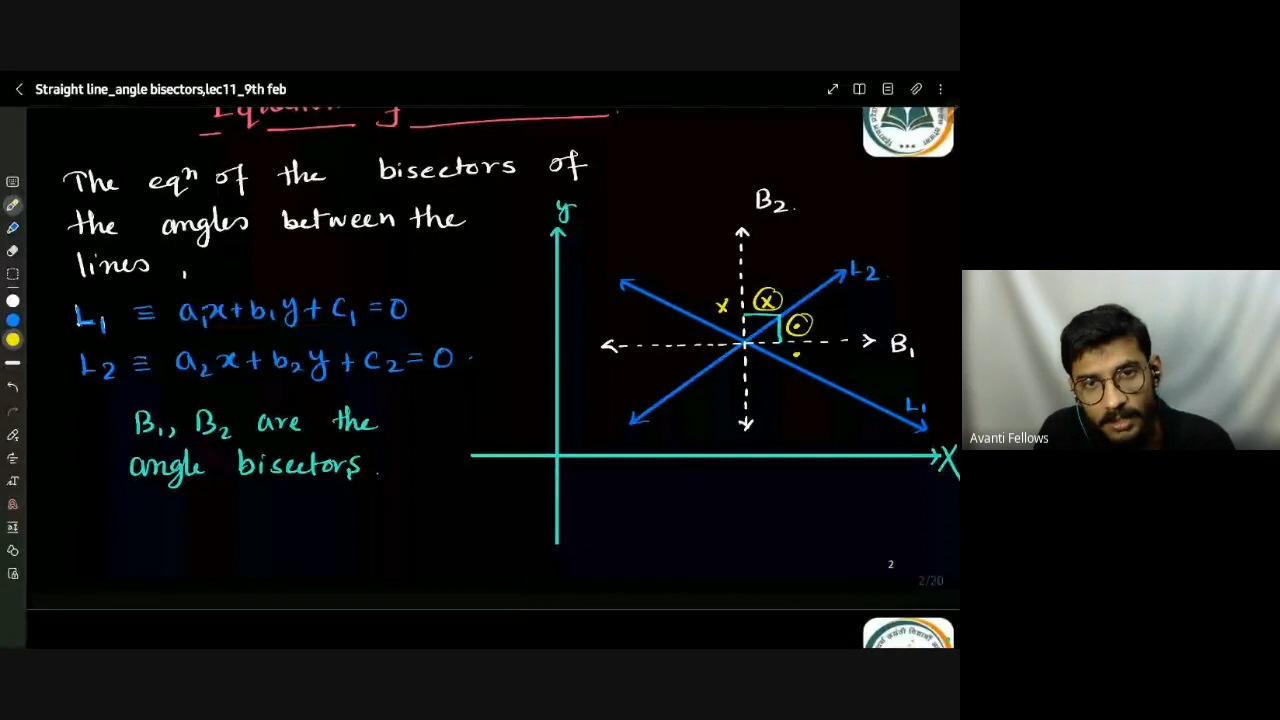 Straight line_angle bisectors,lec11_9th feb
The eqⁿ of the bisectors of
the angles between the
lines ,
L₁ ≡ a₁x+b₁y+c₁=0
L₂ ≡ a₂x+b₂y+c₂=0 .
B₁, B₂ are the
angle bisectors.
y
B₂.
L₂.
x
x
B₁
L₁
X
2
2/20
Avanti Fellows